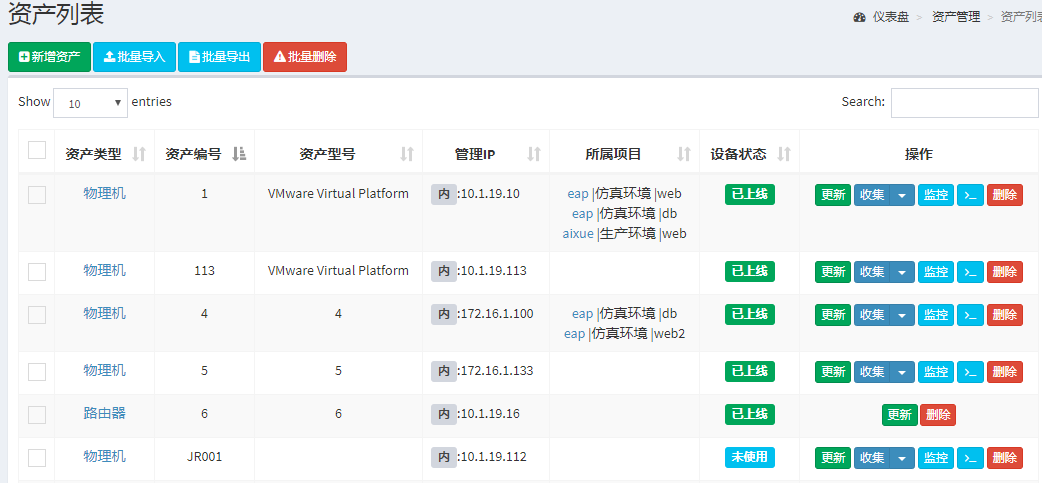 资产列表
仪表盘 > 资产管理 > 资产列表
新增资产 批量导入 批量导出 批量删除
Show 10 entries Search:
资产类型 资产编号 资产型号 管理IP 所属项目 设备状态 操作
物理机 1 VMware Virtual Platform 内:10.1.19.10 eap |仿真环境 |web 已上线 更新 收集 监控 >_ 删除
eap |仿真环境 |db
aixue |生产环境 |web
物理机 113 VMware Virtual Platform 内:10.1.19.113 已上线 更新 收集 监控 >_ 删除
物理机 4 4 内:172.16.1.100 eap |仿真环境 |db 已上线 更新 收集 监控 >_ 删除
eap |仿真环境 |web2
物理机 5 5 内:172.16.1.133 已上线 更新 收集 监控 >_ 删除
路由器 6 6 内:10.1.19.16 已上线 更新 删除
物理机 JR001 内:10.1.19.112 未使用 更新 收集 监控 >_ 删除